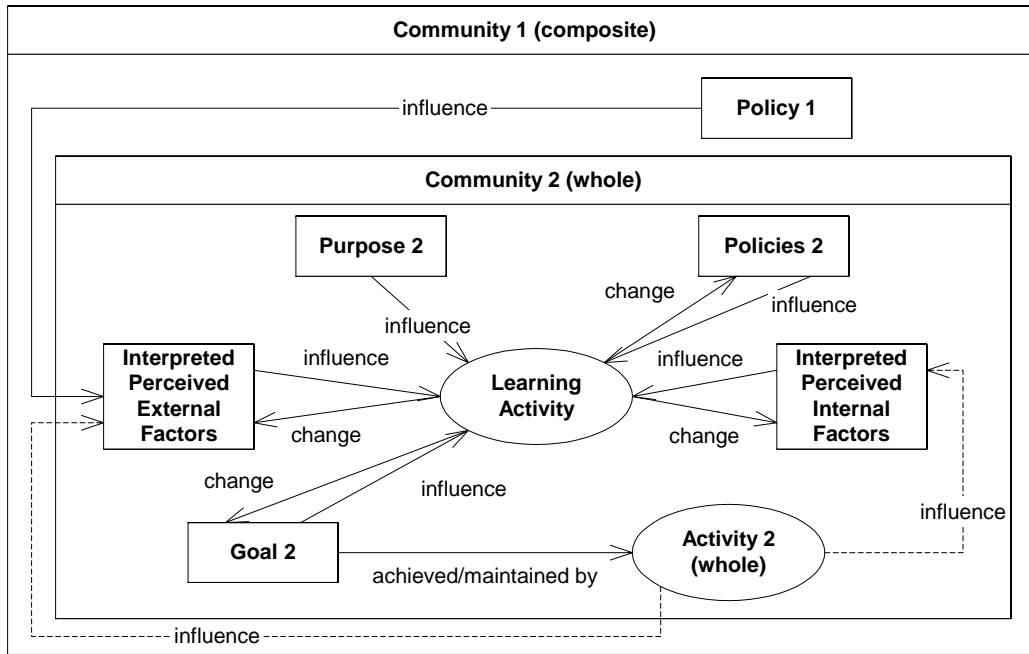 Community 1 (composite)
influence
Policy 1
Community 2 (whole)
Purpose 2
Policies 2
change
influence
influence
Interpreted
Perceived
External
Factors
influence
Learning
Activity
influence
Interpreted
Perceived
Internal
Factors
change
change
change
influence
influence
Goal 2
achieved/maintained by
Activity 2
(whole)
influence